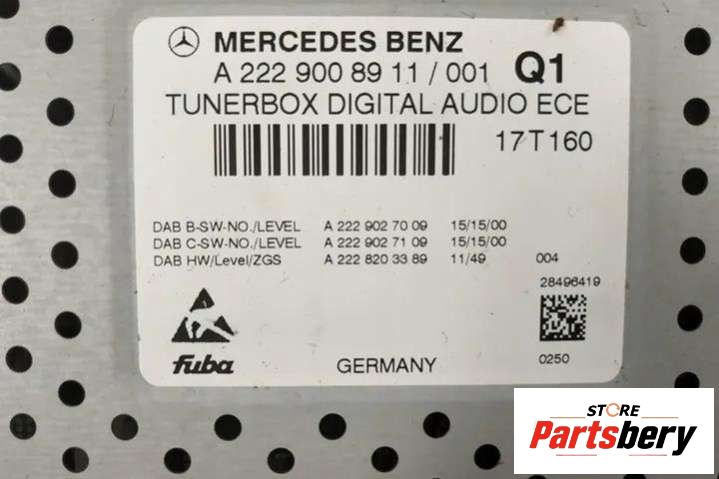 MERCEDES BENZ
A 222 900 89 11 / 001 Q1
TUNERBOX DIGITAL AUDIO ECE
17T160
DAB B-SW-NO./LEVEL A 222 902 70 09 15/15/00
DAB C-SW-NO./LEVEL A 222 902 71 09 15/15/00
DAB HW/Level/ZGS A 222 820 33 89 11/49 004
28496419
fuba GERMANY 0250
STORE
Partsbery